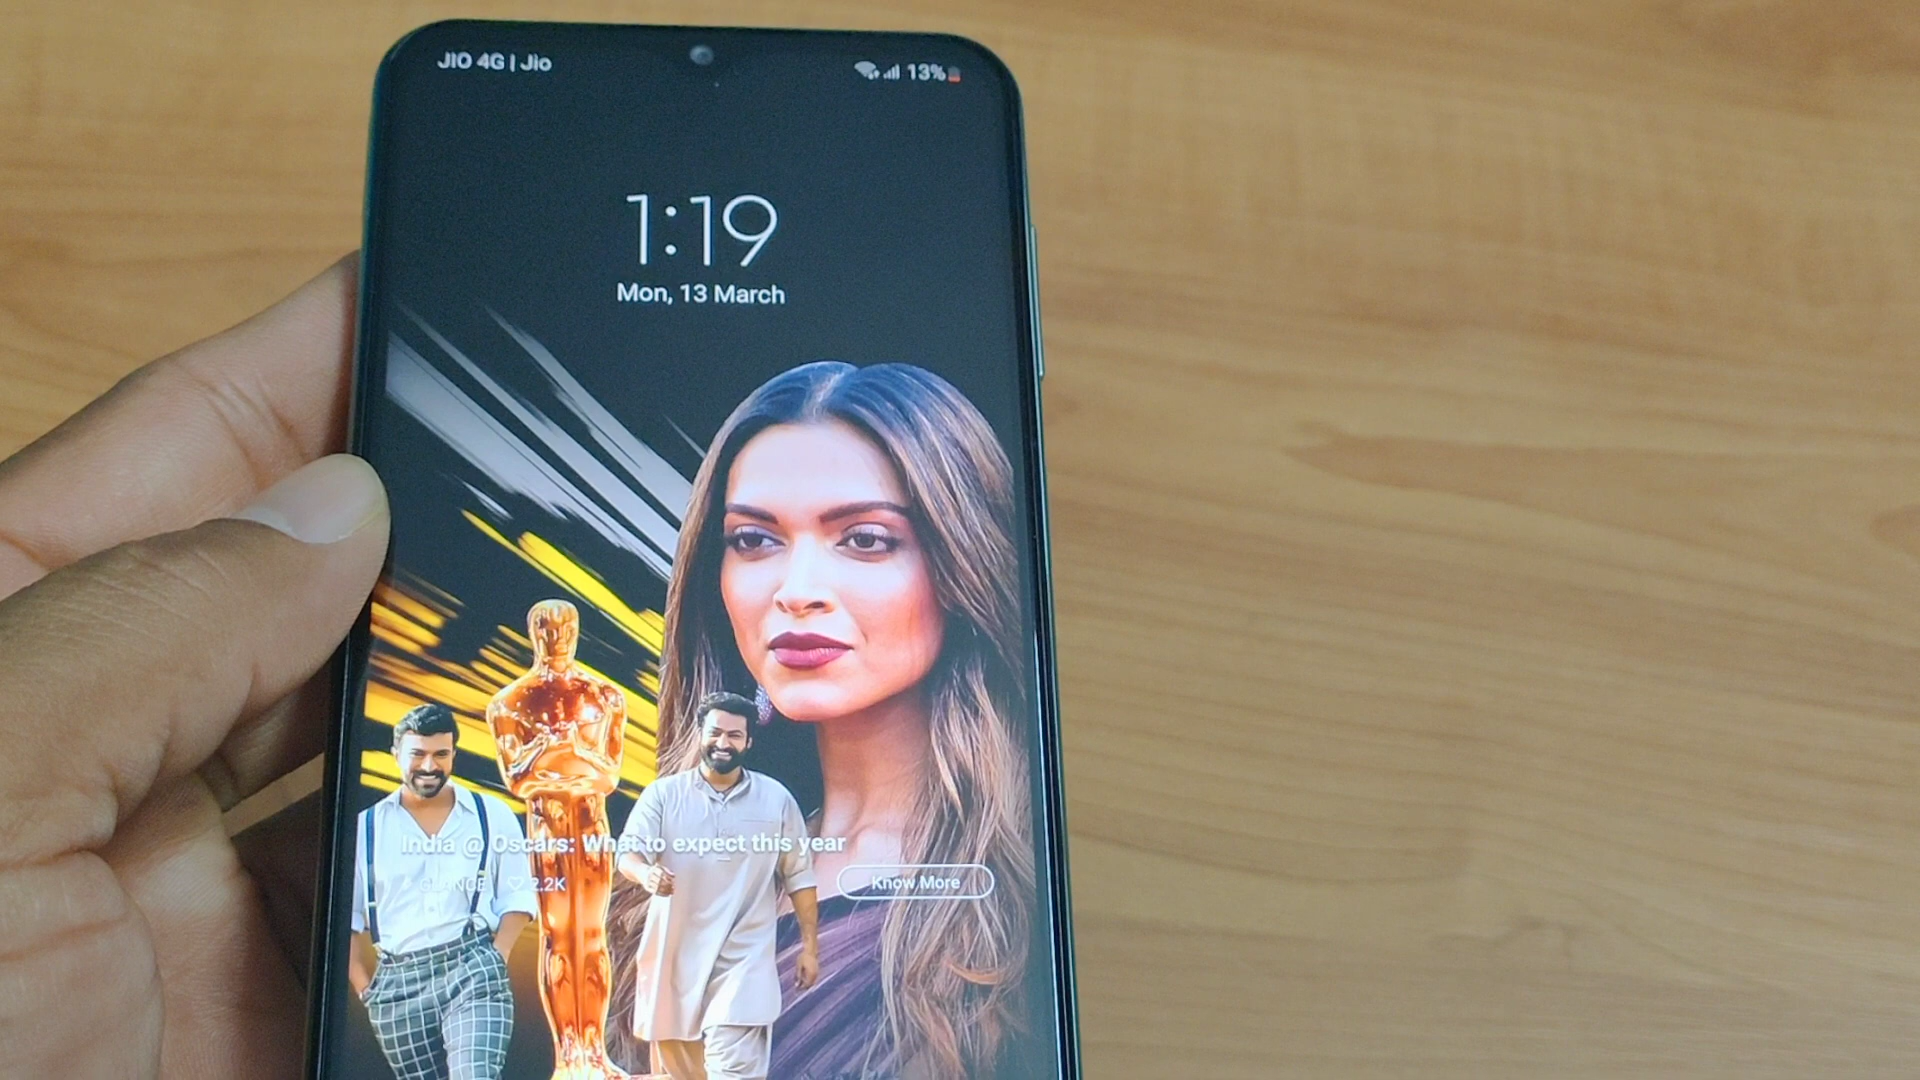 JIO 4G | Jio
13%
1:19
Mon, 13 March
India @ Oscars: What to expect this year
GLANCE 2.2K
Know More